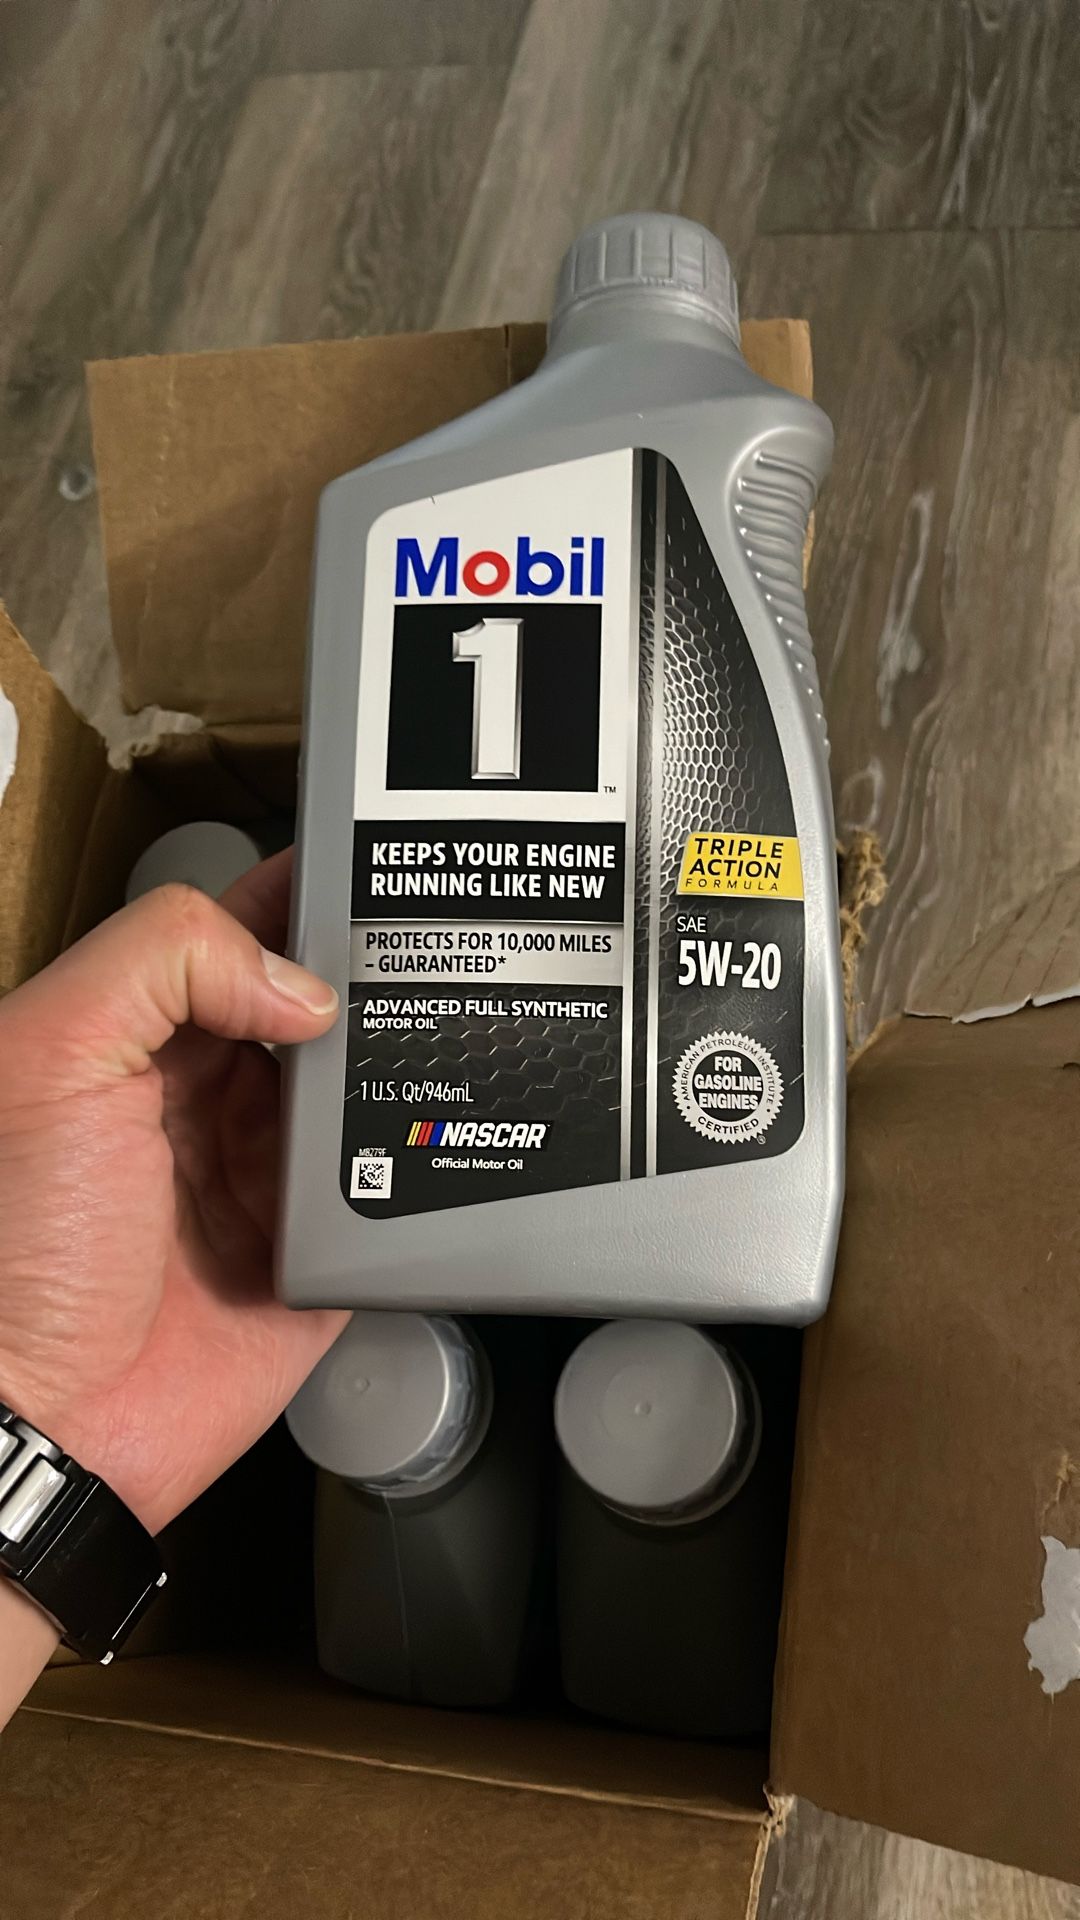 Mobil
1
TM
KEEPS YOUR ENGINE
RUNNING LIKE NEW
PROTECTS FOR 10,000 MILES
– GUARANTEED*
ADVANCED FULL SYNTHETIC
MOTOR OIL
1 U.S. Qt/946mL
NASCAR
Official Motor Oil
M8279F
TRIPLE
ACTION
FORMULA
SAE
5W-20
AMERICAN PETROLEUM INSTITUTE
FOR
GASOLINE
ENGINES
CERTIFIED
®